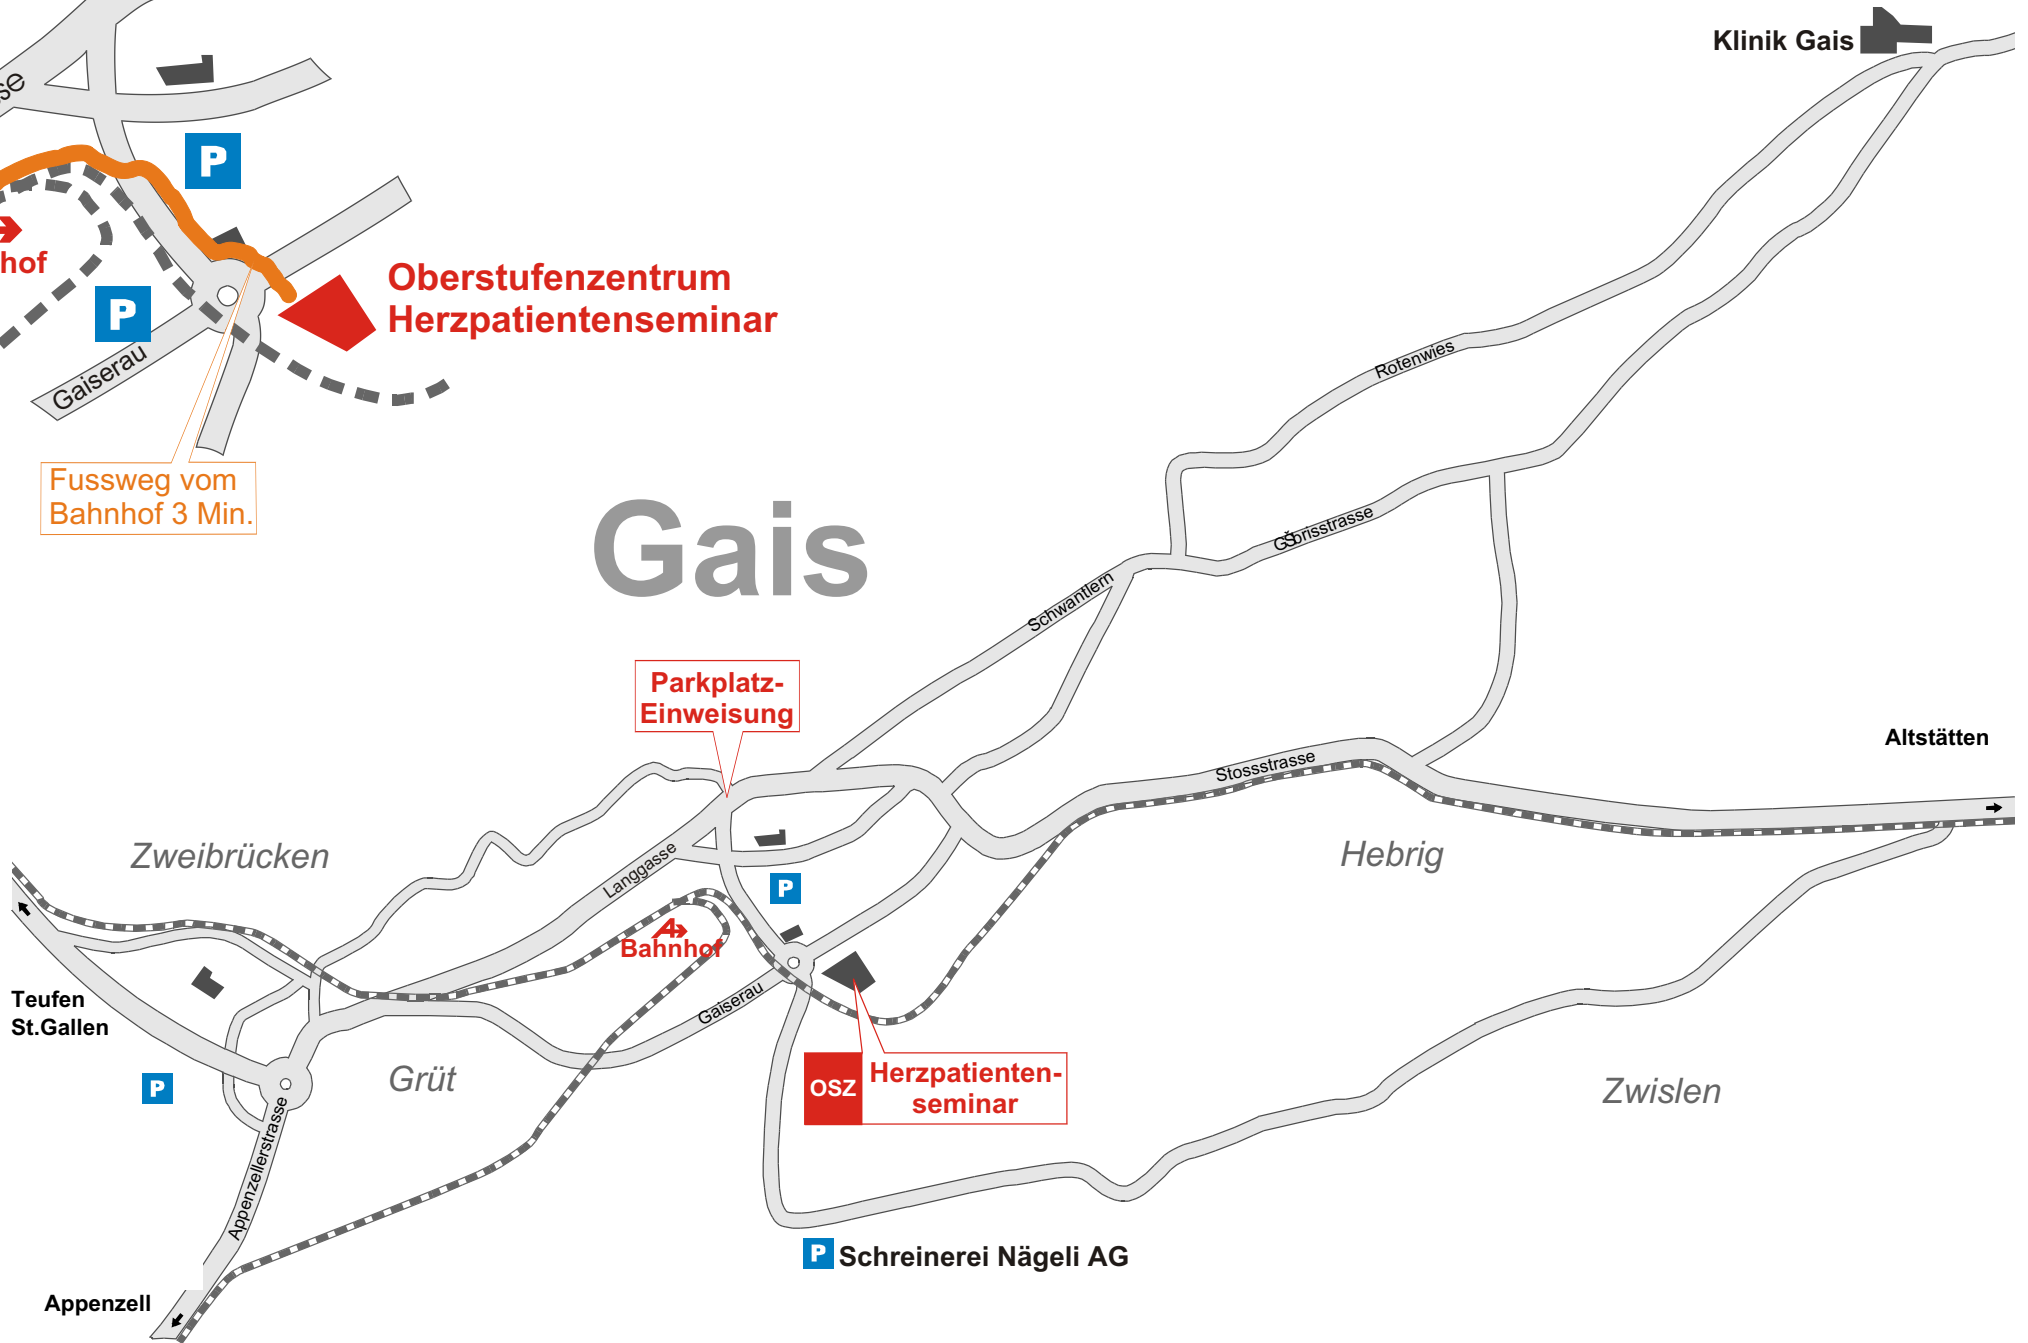 Klinik Gais
se
P
hof
P
Oberstufenzentrum
Herzpatientenseminar
Gaiserau
Fussweg vom
Bahnhof 3 Min.
Gais
Rotenwies
GŠbrisstrasse
Schwantlern
Parkplatz-
Einweisung
Altstätten
Stossstrasse
Zweibrücken
Hebrig
Langgasse
P
Bahnhof
Teufen
St.Gallen
Gaiserau
P
Grüt
OSZ
Herzpatienten-
seminar
Zwislen
Appenzellerstrasse
P Schreinerei Nägeli AG
Appenzell